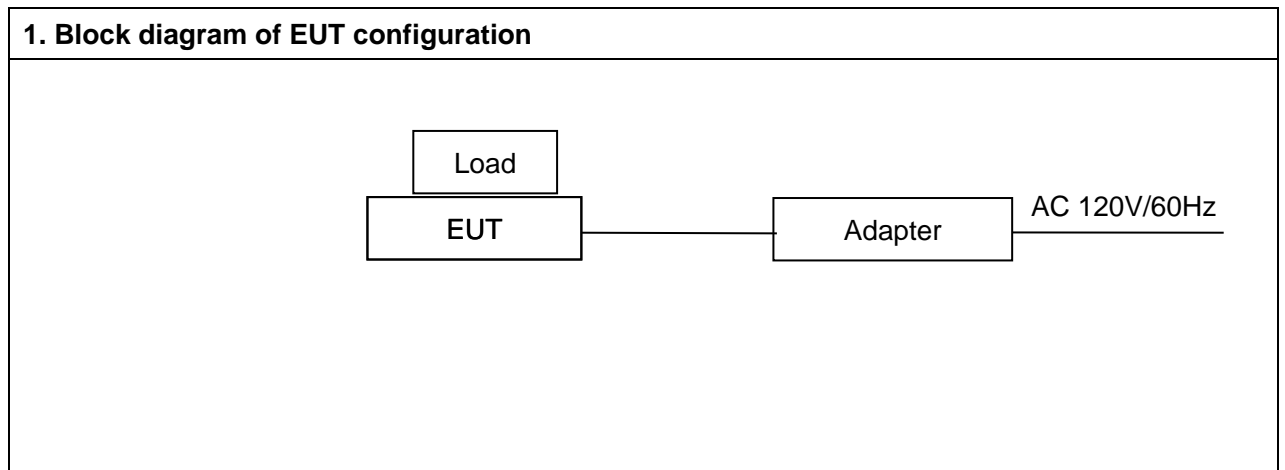 1. Block diagram of EUT configuration
Load
EUT
Adapter
AC 120V/60Hz